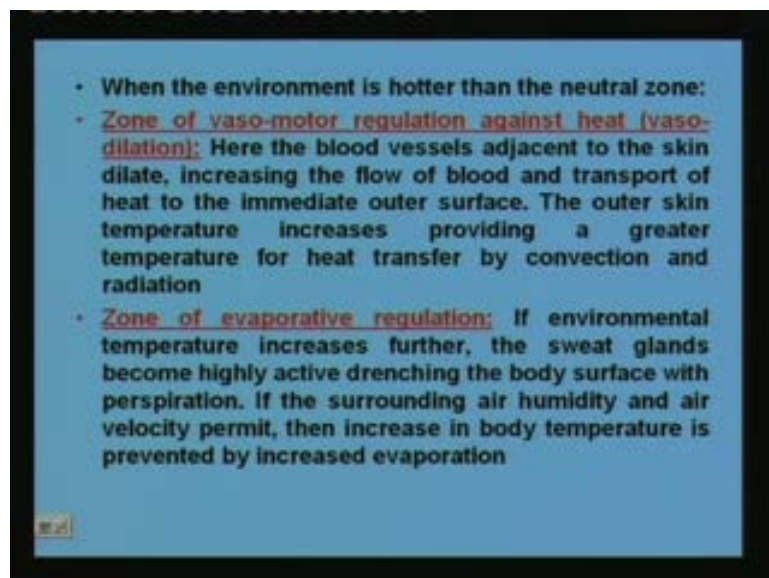 • When the environment is hotter than the neutral zone:
• Zone of vaso-motor regulation against heat (vaso-
dilation): Here the blood vessels adjacent to the skin
dilate, increasing the flow of blood and transport of
heat to the immediate outer surface. The outer skin
temperature increases providing a greater
temperature for heat transfer by convection and
radiation
• Zone of evaporative regulation: If environmental
temperature increases further, the sweat glands
become highly active drenching the body surface with
perspiration. If the surrounding air humidity and air
velocity permit, then increase in body temperature is
prevented by increased evaporation